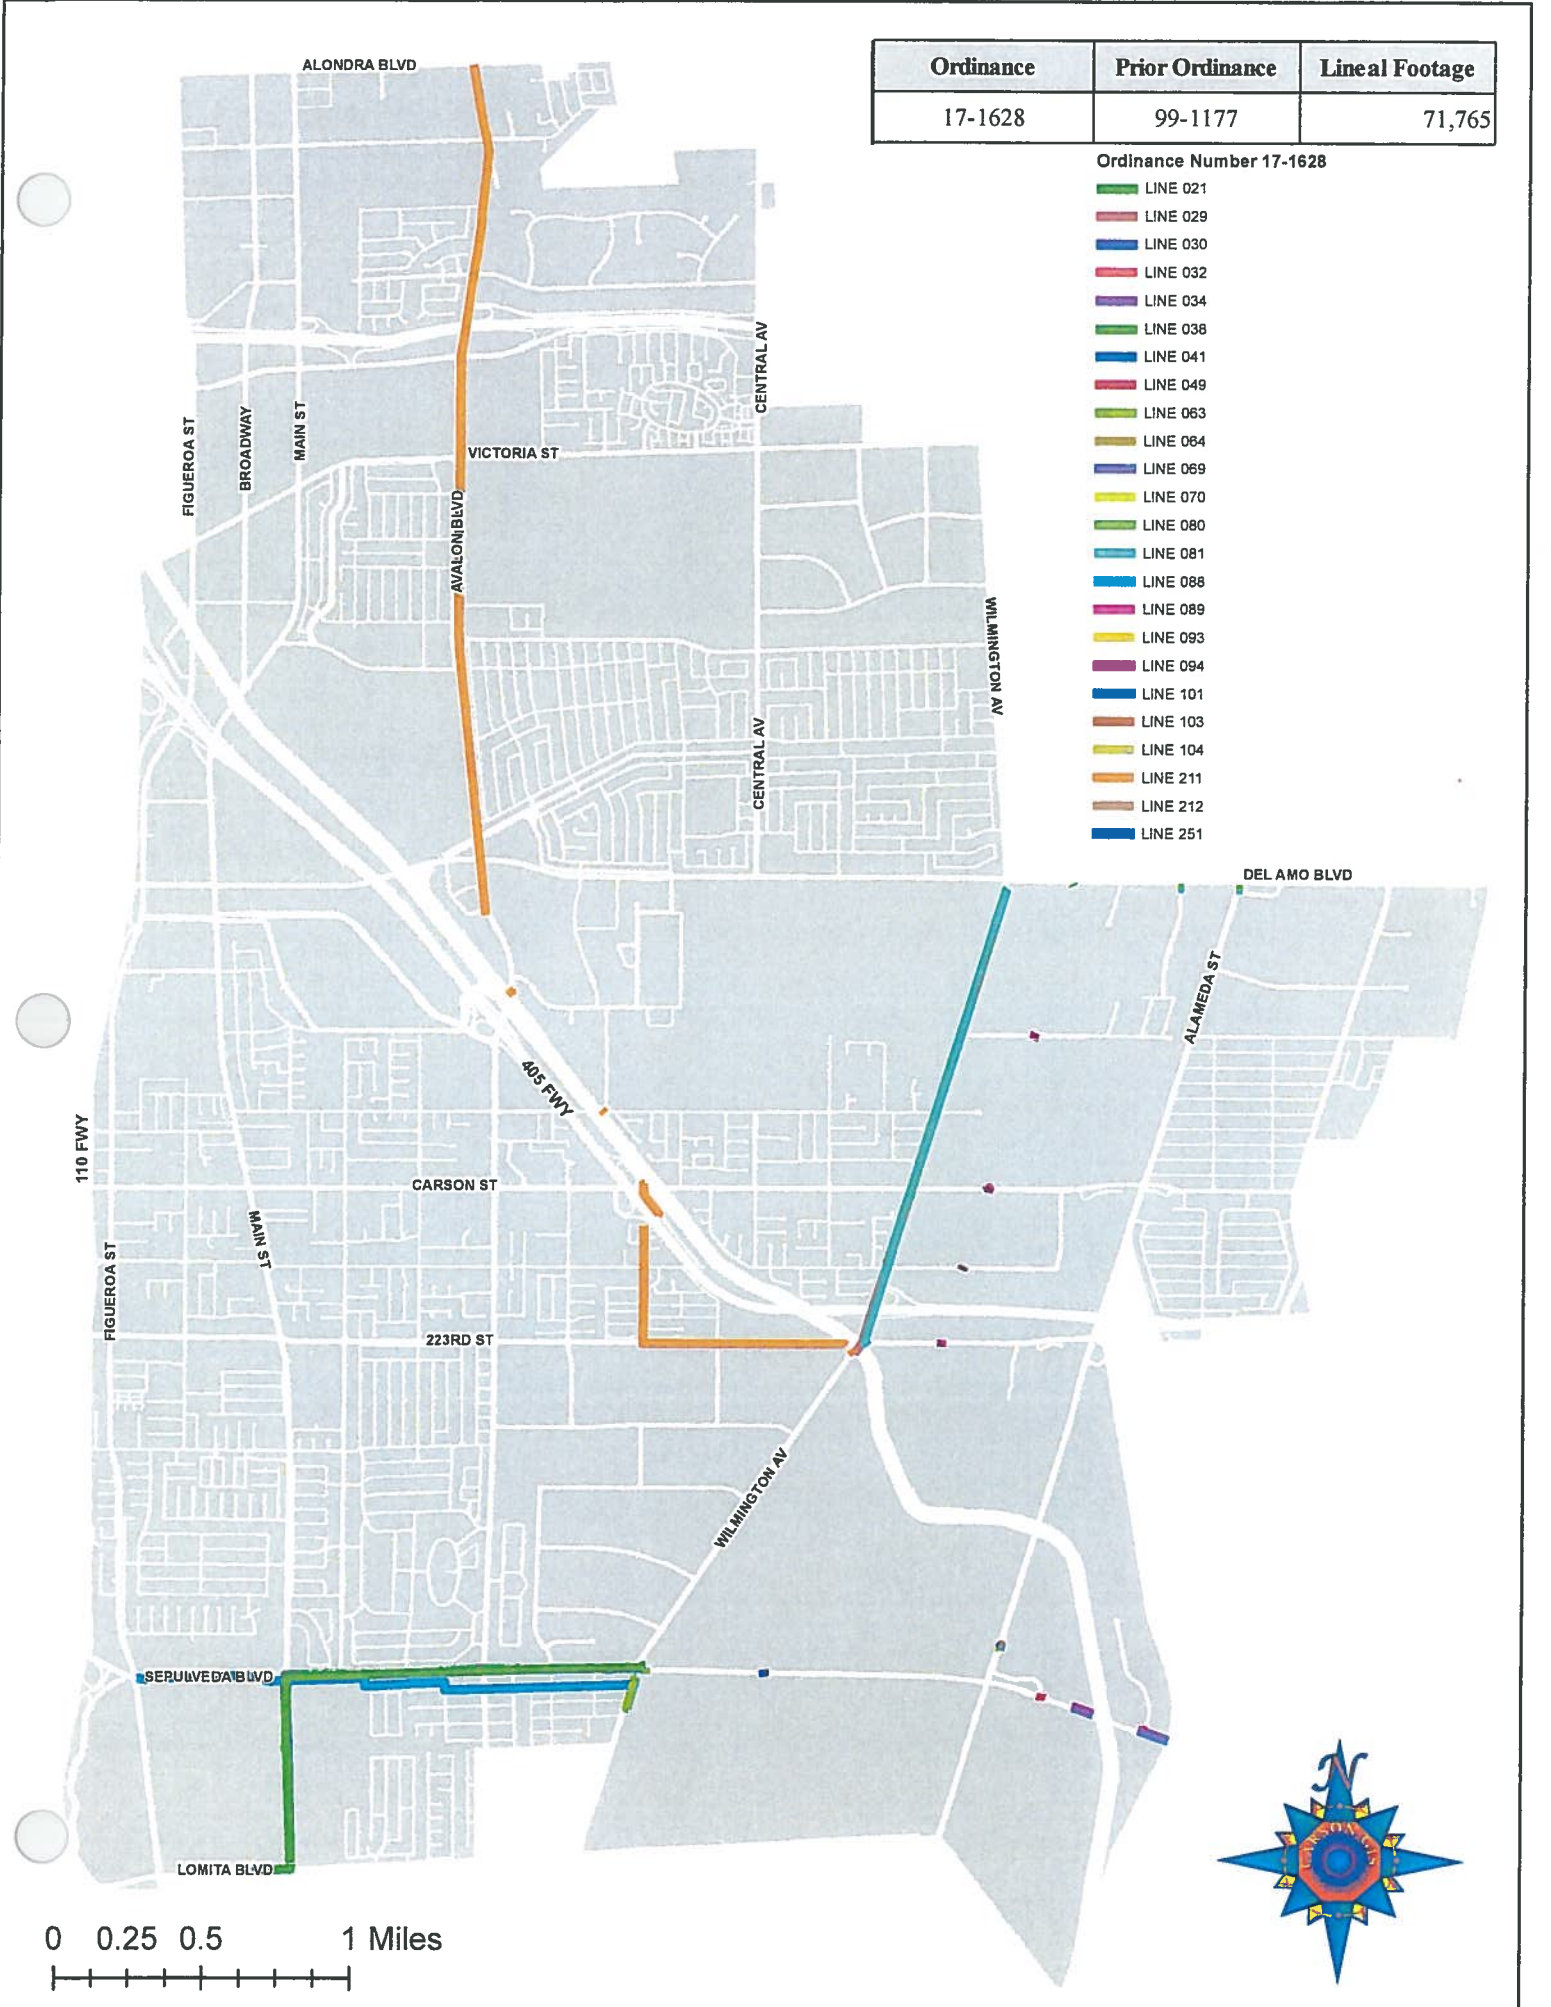 Ordinance Prior Ordinance Lineal Footage
17-1628 99-1177 71,765
Ordinance Number 17-1628
LINE 021
LINE 029
LINE 030
LINE 032
LINE 034
LINE 038
LINE 041
LINE 049
LINE 063
LINE 064
LINE 069
LINE 070
LINE 080
LINE 081
LINE 088
LINE 089
LINE 093
LINE 094
LINE 101
LINE 103
LINE 104
LINE 211
LINE 212
LINE 251
ALONDRA BLVD
CENTRAL AV
FIGUEROA ST
BROADWAY
MAIN ST
VICTORIA ST
AVALON BLVD
WILMINGTON AV
CENTRAL AV
DEL AMO BLVD
ALAMEDA ST
405 FWY
110 FWY
CARSON ST
MAIN ST
FIGUEROA ST
223RD ST
WILMINGTON AV
SEPULVEDA BLVD
LOMITA BLVD
N
CARSON GIS
0 0.25 0.5 1 Miles